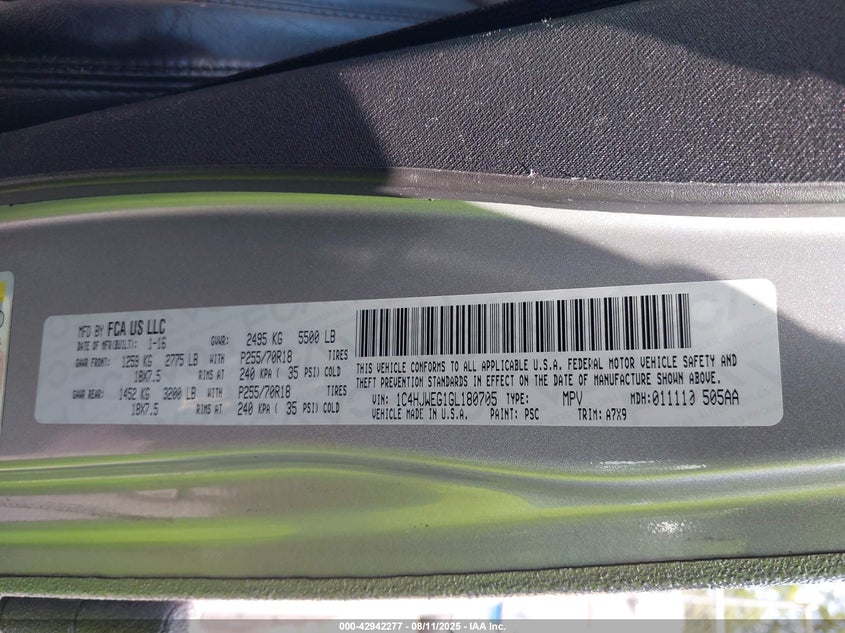 MFD BY FCA US LLC
DATE OF MFR(BUILT): 1-16 GVWR: 2495 KG 5500 LB
GAWR FRONT: 1259 KG 2775 LB WITH P255/70R18 TIRES
18X7.5 RIMS AT 240 KPA ( 35 PSI) COLD
GAWR REAR: 1452 KG 3200 LB WITH P255/70R18 TIRES
18X7.5 RIMS AT 240 KPA ( 35 PSI) COLD
THIS VEHICLE CONFORMS TO ALL APPLICABLE U.S.A. FEDERAL MOTOR VEHICLE SAFETY AND
THEFT PREVENTION STANDARDS IN EFFECT ON THE DATE OF MANUFACTURE SHOWN ABOVE.
VIN: 1C4HJWEG1GL180705 TYPE: MPV MDH: 011110 505AA
VEHICLE MADE IN U.S.A. PAINT: PSC TRIM: A7X9
000-42942277 - 08/11/2025 - IAA Inc.